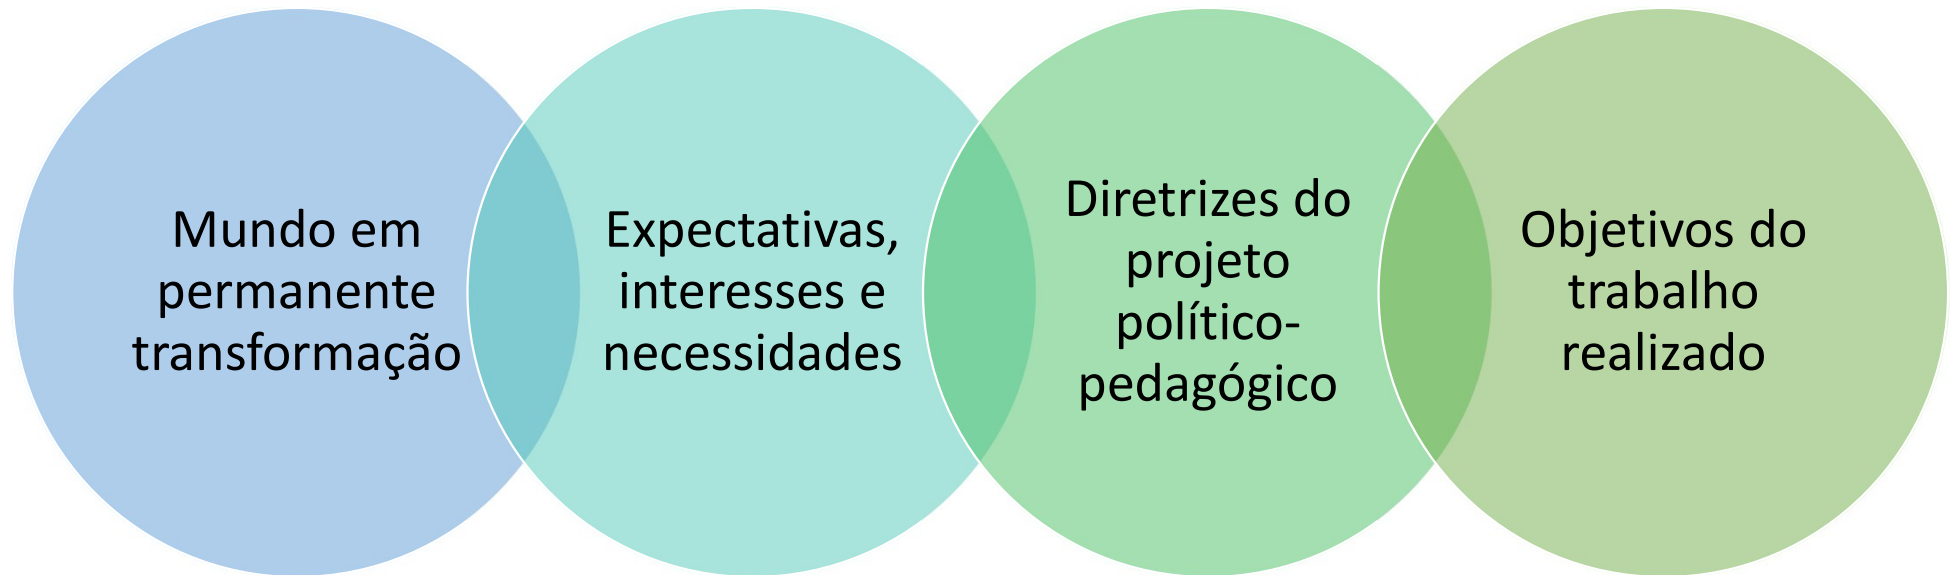 Mundo em
permanente
transformação
Expectativas,
interesses e
necessidades
Diretrizes do
projeto
político-
pedagógico
Objetivos do
trabalho
realizado